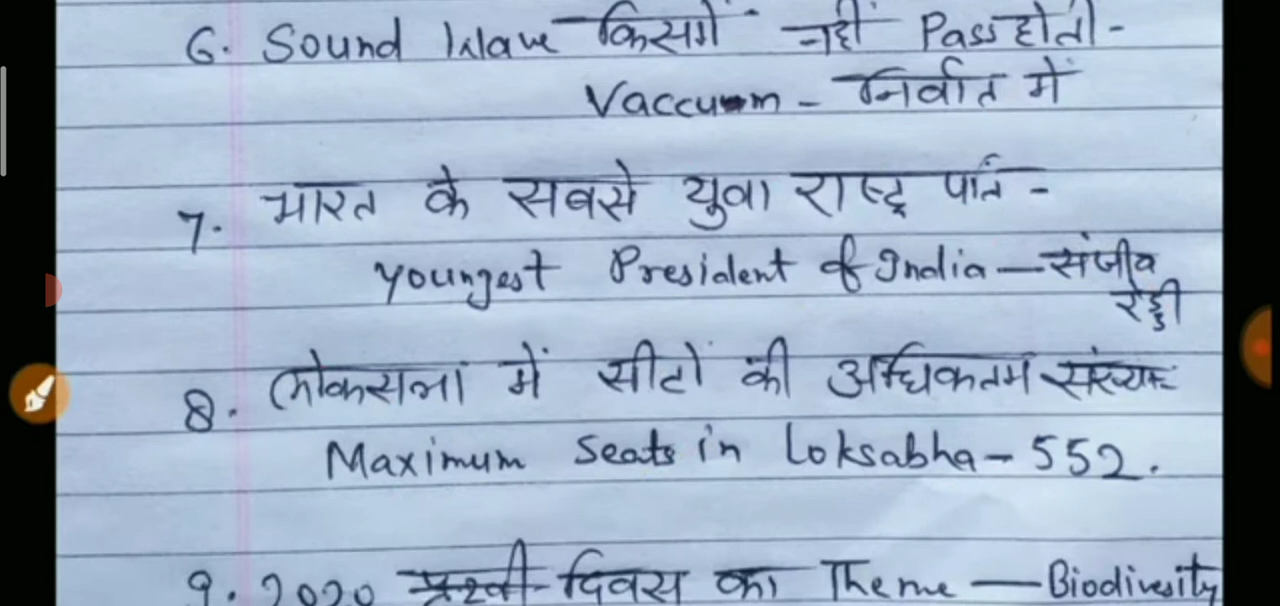 6. Sound Wave किसमें नहीं Pass होती -
Vaccum - निर्वात में
7. भारत के सबसे युवा राष्ट्र पति -
Youngest President of India — संजीव
रेड्डी
8. लोकसभा में सीटों की अधिकतम संख्या -
Maximum Seats in Loksabha - 552.
9. 2020 पृथ्वी दिवस का Theme — Biodivesity